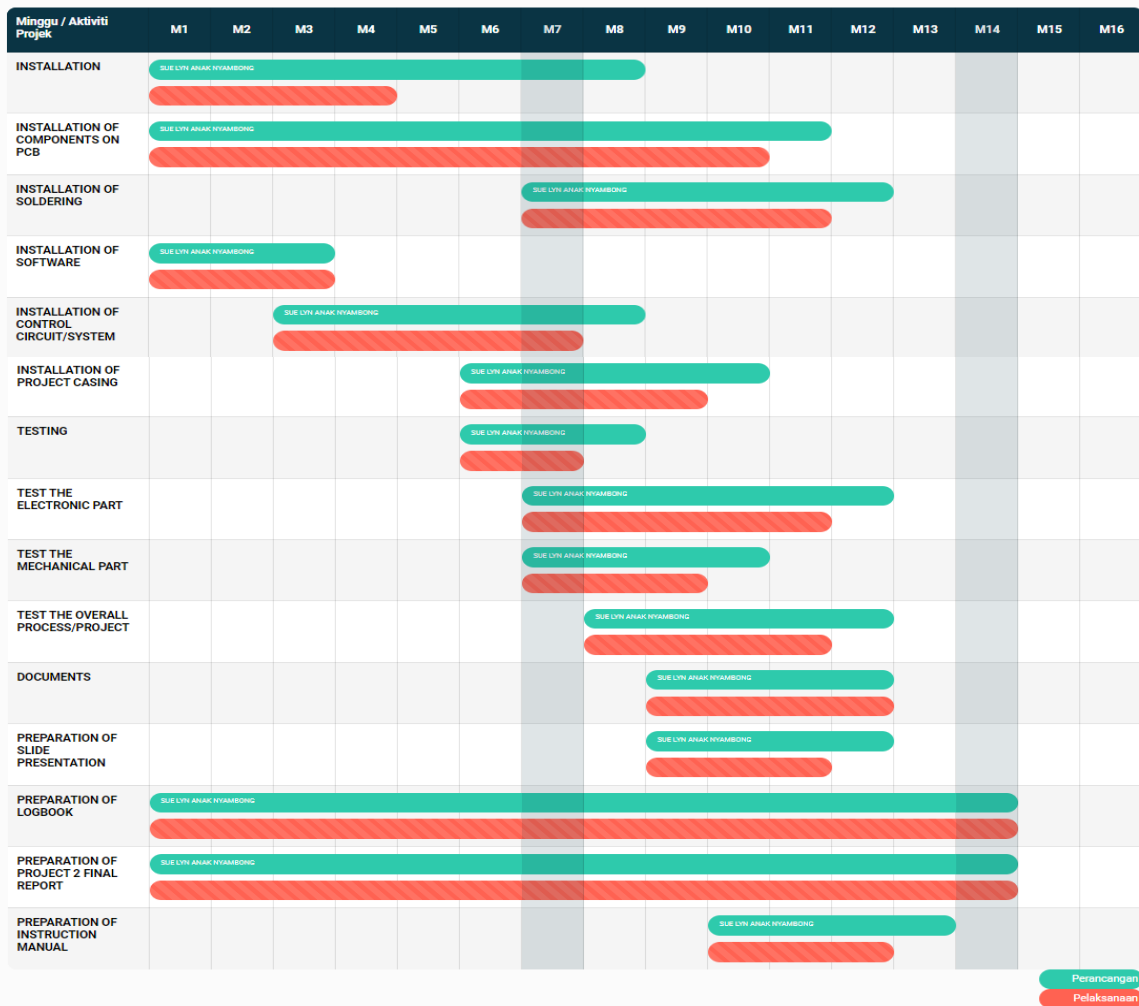 Minggu / Aktiviti
Projek
M1 M2 M3 M4 M5 M6 M7 M8 M9 M10 M11 M12 M13 M14 M15 M16
INSTALLATION
SUE LYN ANAK NYAMBONG
INSTALLATION OF
COMPONENTS ON
PCB
SUE LYN ANAK NYAMBONG
INSTALLATION OF
SOLDERING
SUE LYN ANAK NYAMBONG
INSTALLATION OF
SOFTWARE
SUE LYN ANAK NYAMBONG
INSTALLATION OF
CONTROL
CIRCUIT/SYSTEM
SUE LYN ANAK NYAMBONG
INSTALLATION OF
PROJECT CASING
SUE LYN ANAK NYAMBONG
TESTING
SUE LYN ANAK NYAMBONG
TEST THE
ELECTRONIC PART
SUE LYN ANAK NYAMBONG
TEST THE
MECHANICAL PART
SUE LYN ANAK NYAMBONG
TEST THE OVERALL
PROCESS/PROJECT
SUE LYN ANAK NYAMBONG
DOCUMENTS
SUE LYN ANAK NYAMBONG
PREPARATION OF
SLIDE
PRESENTATION
SUE LYN ANAK NYAMBONG
PREPARATION OF
LOGBOOK
SUE LYN ANAK NYAMBONG
PREPARATION OF
PROJECT 2 FINAL
REPORT
SUE LYN ANAK NYAMBONG
PREPARATION OF
INSTRUCTION
MANUAL
SUE LYN ANAK NYAMBONG
Perancangan
Pelaksanaan